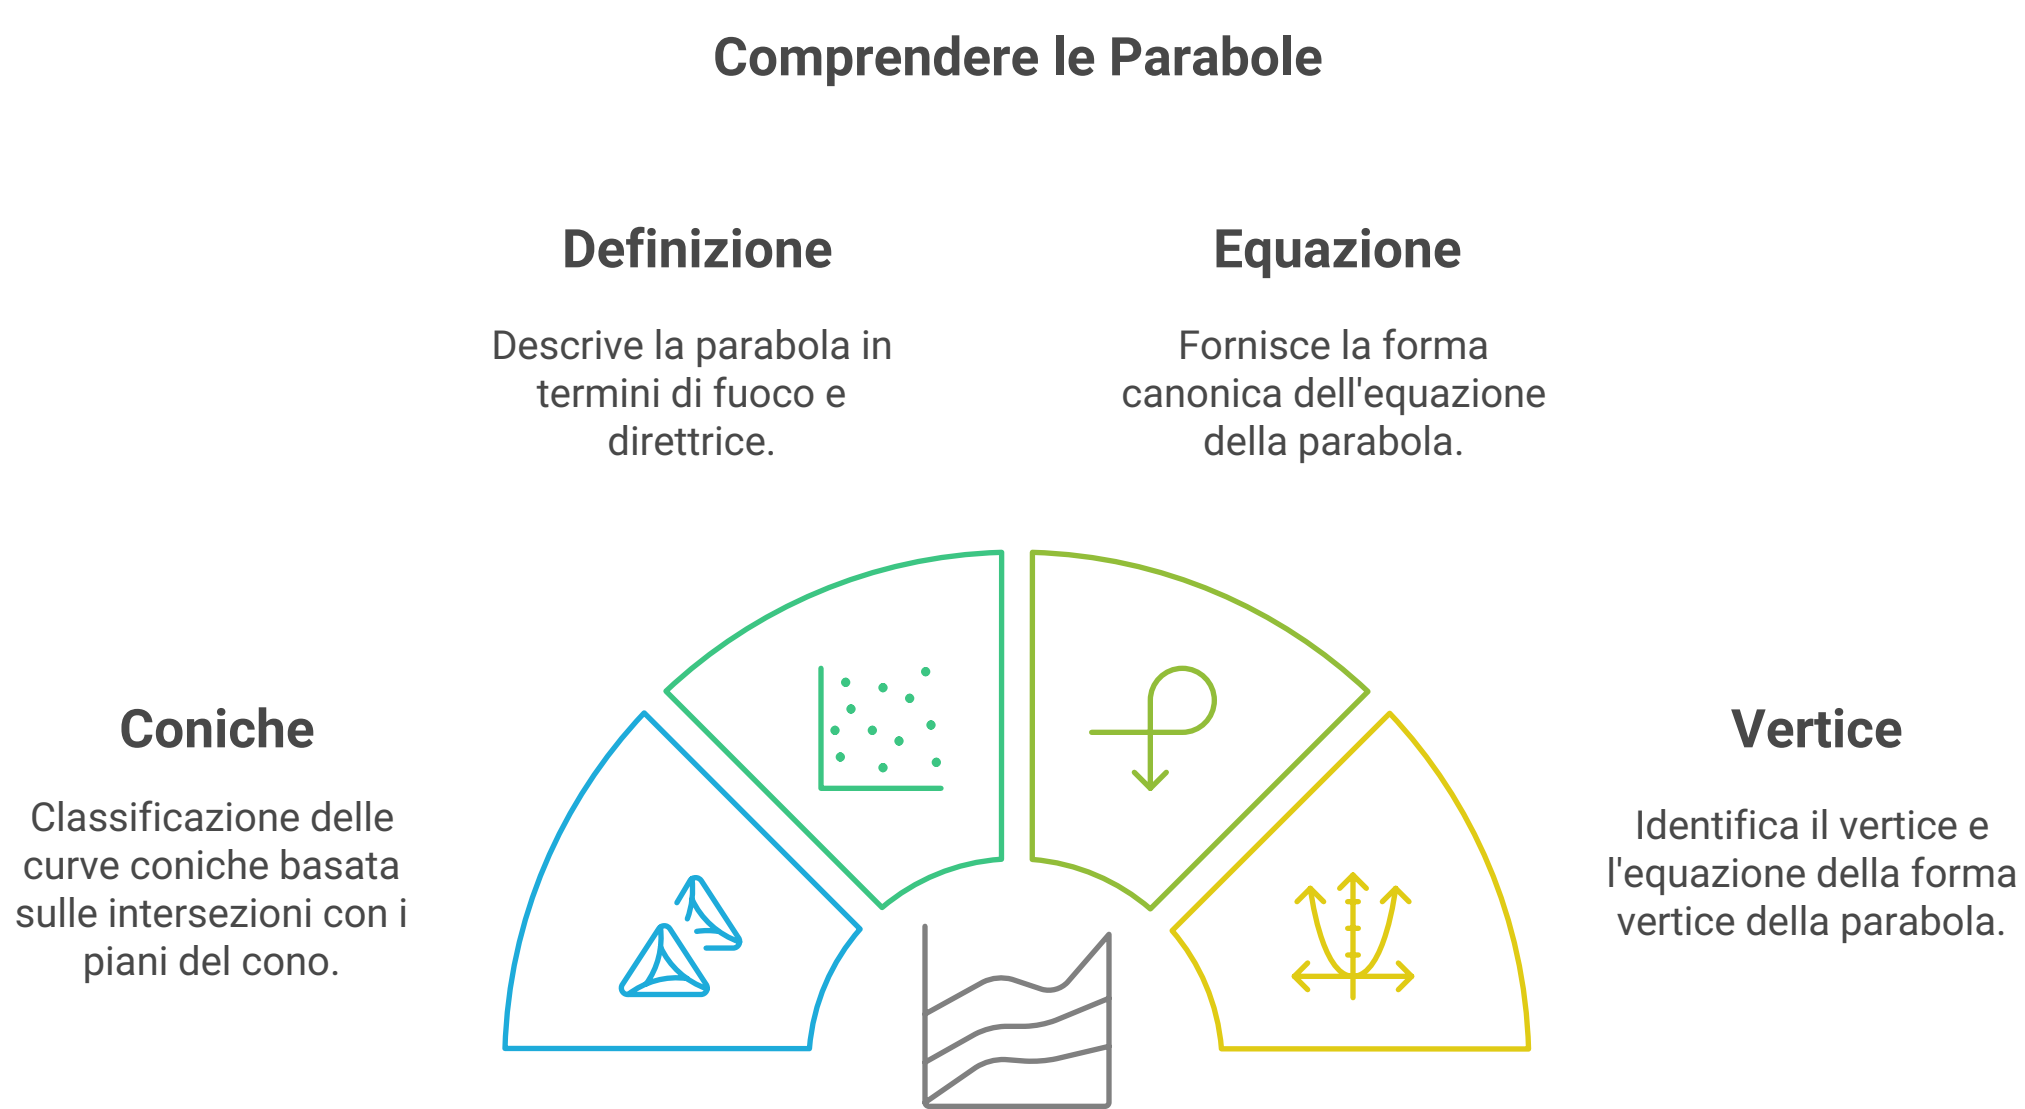 Comprendere le Parabole
Definizione
Descrive la parabola in
termini di fuoco e
direttrice.
Equazione
Fornisce la forma
canonica dell'equazione
della parabola.
Coniche
Classificazione delle
curve coniche basata
sulle intersezioni con i
piani del cono.
Vertice
Identifica il vertice e
l'equazione della forma
vertice della parabola.